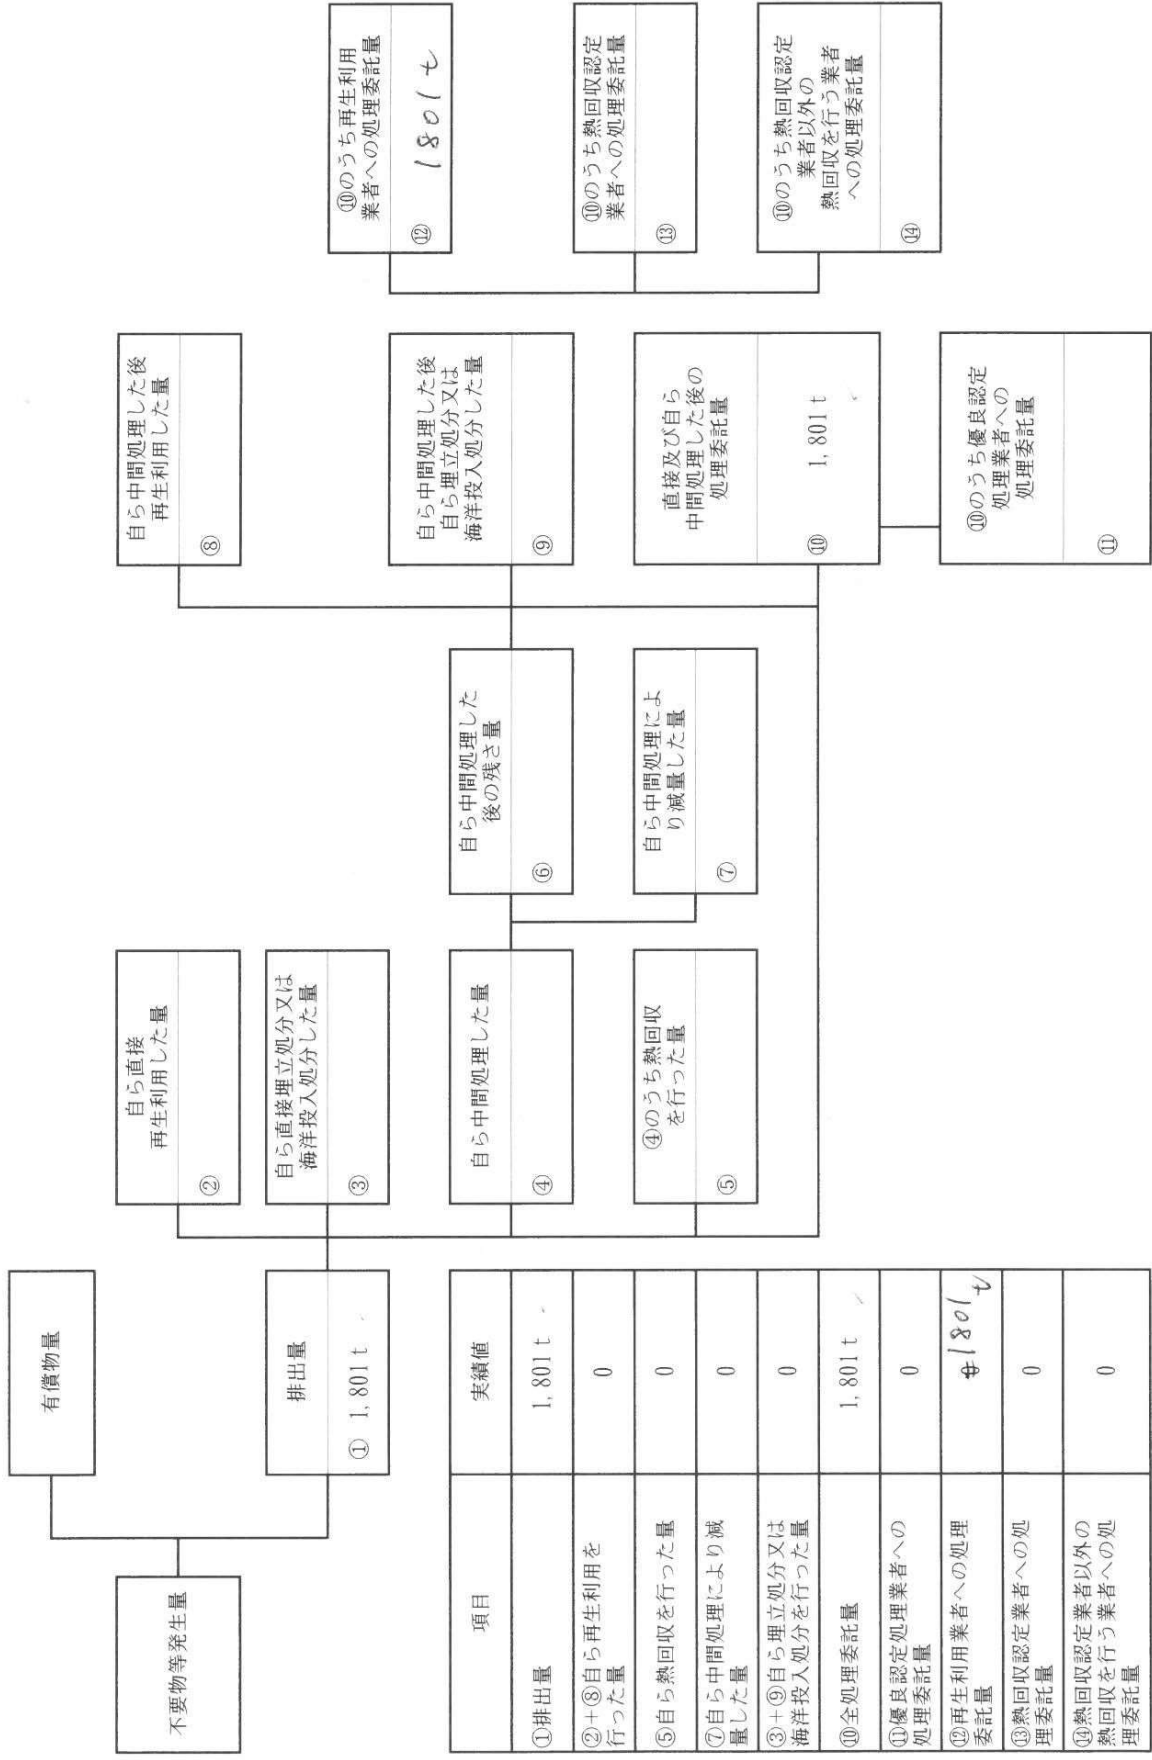 不要物等発生量
有償物量
排出量
① 1,801t
自ら直接
再生利用した量
②
自ら直接埋立処分又は
海洋投入処分した量
③
自ら中間処理した量
④
④のうち熱回収
を行った量
⑤
自ら中間処理した
後の残さ量
⑥
自ら中間処理によ
り減量した量
⑦
自ら中間処理した後
再生利用した量
⑧
自ら中間処理した後
自ら埋立処分又は
海洋投入処分した量
⑨
直接及び自ら
中間処理した後の
処理委託量
⑩ 1,801t
⑩のうち優良認定
処理業者への
処理委託量
⑪
⑩のうち再生利用
業者への処理委託量
⑫ 1801t
⑩のうち熱回収認定
業者への処理委託量
⑬
⑩のうち熱回収認定
業者以外の
熱回収を行う業者
への処理委託量
⑭
項目 実績値
①排出量 1,801t
②+⑧自ら再生利用を
行った量 0
⑤自ら熱回収を行った量 0
⑦自ら中間処理により減
量した量 0
③+⑨自ら埋立処分又は
海洋投入処分を行った量 0
⑩全処理委託量 1,801t
⑪優良認定処理業者への
処理委託量 0
⑫再生利用業者への処理
委託量 1801t
⑬熱回収認定業者への処
理委託量 0
⑭熱回収認定業者以外の
熱回収を行う業者への処
理委託量 0